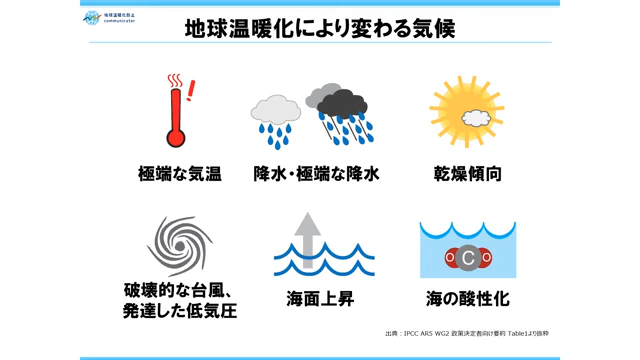 地球温暖化防止
communicator
地球温暖化により変わる気候
極端な気温
降水・極端な降水
乾燥傾向
破壊的な台風、
発達した低気圧
海面上昇
O C O
海の酸性化
出典：IPCC AR5 WG2 政策決定者向け要約 Table1より抜粋